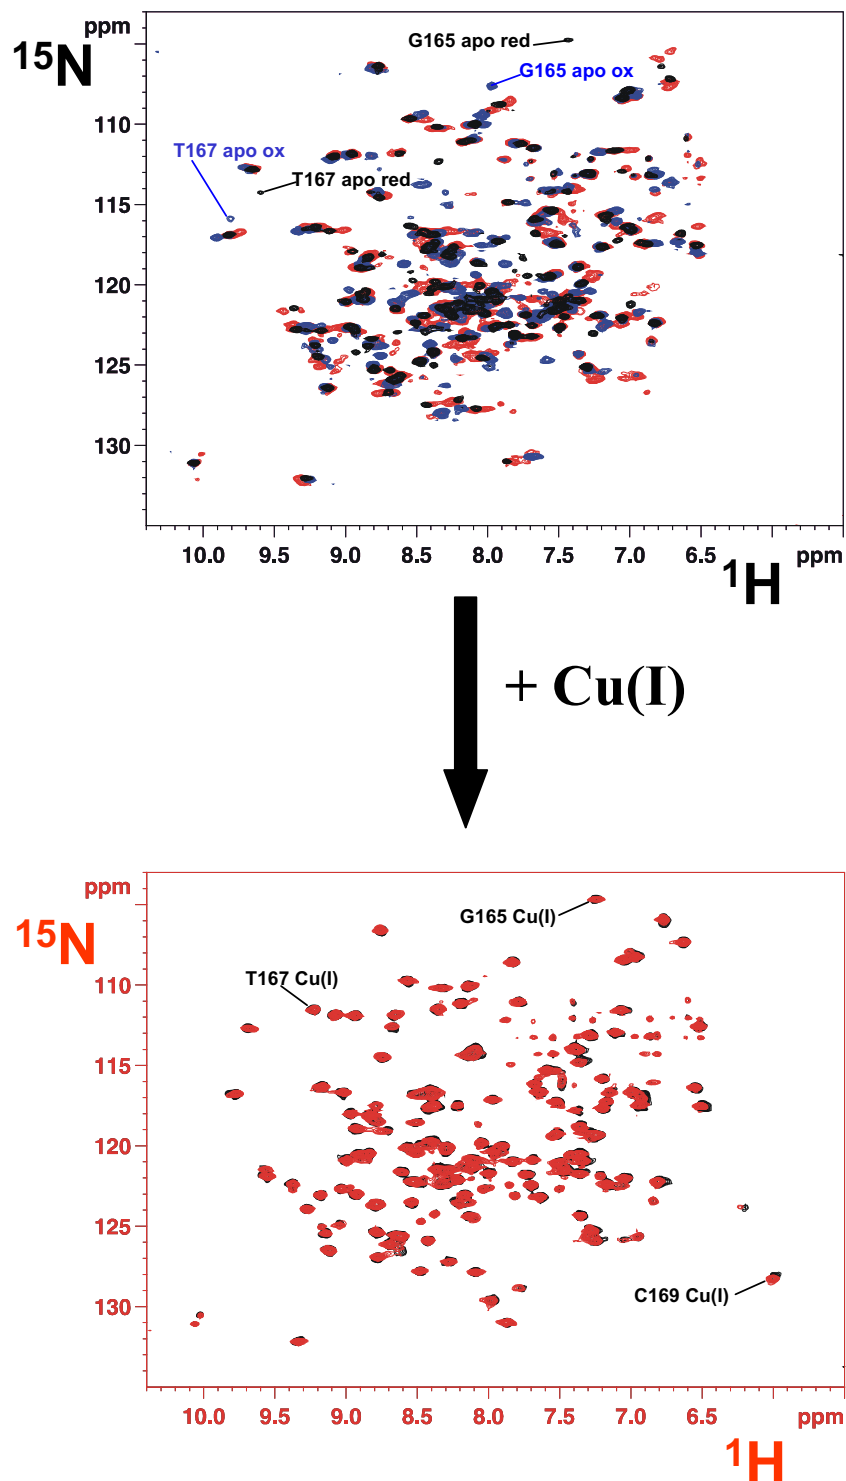 ppm
15N
G165 apo red
G165 apo ox
110
T167 apo ox
T167 apo red
115
120
125
130
10.0 9.5 9.0 8.5 8.0 7.5 7.0 6.5 ppm
1H
+ Cu(I)
ppm
15N
G165 Cu(I)
T167 Cu(I)
110
115
120
125
C169 Cu(I)
130
10.0 9.5 9.0 8.5 8.0 7.5 7.0 6.5 ppm
1H